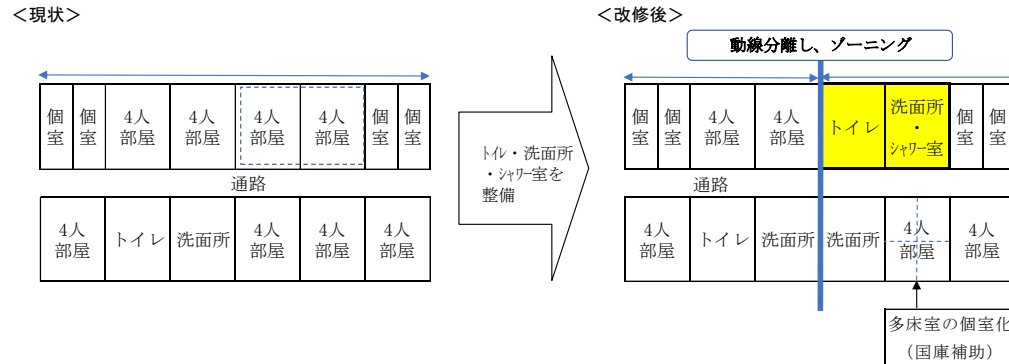 ＜現状＞
個室
個室
4人
部屋
4人
部屋
4人
部屋
4人
部屋
個室
個室
通路
4人
部屋
トイレ
洗面所
4人
部屋
4人
部屋
4人
部屋
ﾄｲﾚ・洗面所
・ｼｬﾜｰ室を
整備
＜改修後＞
動線分離し、ゾーニング
個室
個室
4人
部屋
4人
部屋
トイレ
洗面所
・
ｼｬﾜｰ室
個室
個室
通路
4人
部屋
トイレ
洗面所
洗面所
4人
部屋
4人
部屋
多床室の個室化
（国庫補助）